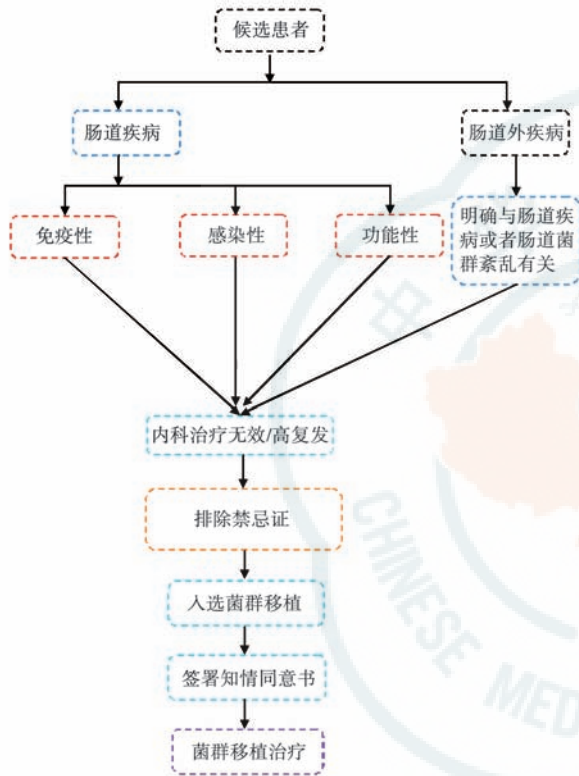 候选患者
肠道疾病
肠道外疾病
免疫性
感染性
功能性
明确与肠道疾
病或者肠道菌
群紊乱有关
内科治疗无效/高复发
排除禁忌证
入选菌群移植
签署知情同意书
菌群移植治疗
中
CHINESE MED